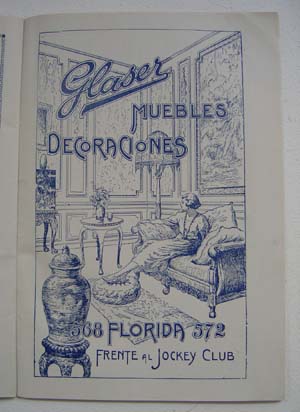 Glaser
MUEBLES
DECORACIONES
568 FLORIDA 572
FRENTE AL JOCKEY CLUB